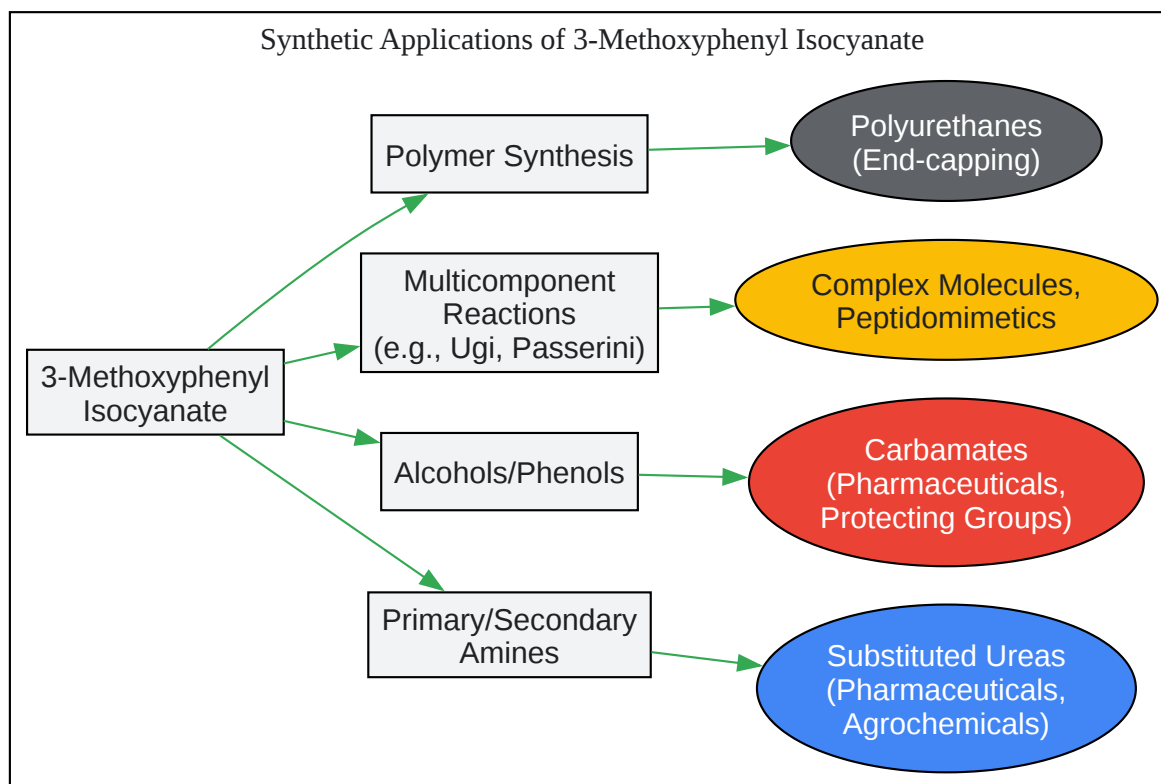 Synthetic Applications of 3-Methoxyphenyl Isocyanate
3-Methoxyphenyl
Isocyanate
Polymer Synthesis
Polyurethanes
(End-capping)
Multicomponent
Reactions
(e.g., Ugi, Passerini)
Complex Molecules,
Peptidomimetics
Alcohols/Phenols
Carbamates
(Pharmaceuticals,
Protecting Groups)
Primary/Secondary
Amines
Substituted Ureas
(Pharmaceuticals,
Agrochemicals)